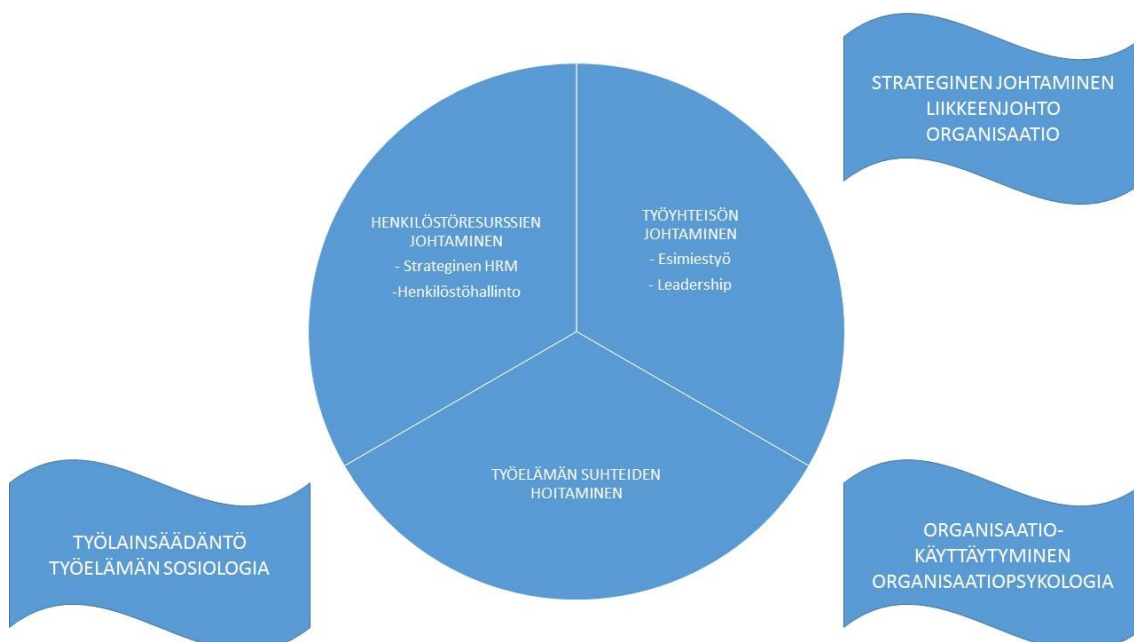 STRATEGINEN JOHTAMINEN
LIIKKEENJOHTO
ORGANISAATIO
HENKILÖSTÖRESURSSIEN
JOHTAMINEN
- Strateginen HRM
-Henkilöstöhallinto
TYÖYHTEISÖN
JOHTAMINEN
- Esimiestyö
- Leadership
TYÖELÄMÄN SUHTEIDEN
HOITAMINEN
TYÖLAINSÄÄDÄNTÖ
TYÖELÄMÄN SOSIOLOGIA
ORGANISAATIO-
KÄYTTÄYTYMINEN
ORGANISAATIOPSYKOLOGIA